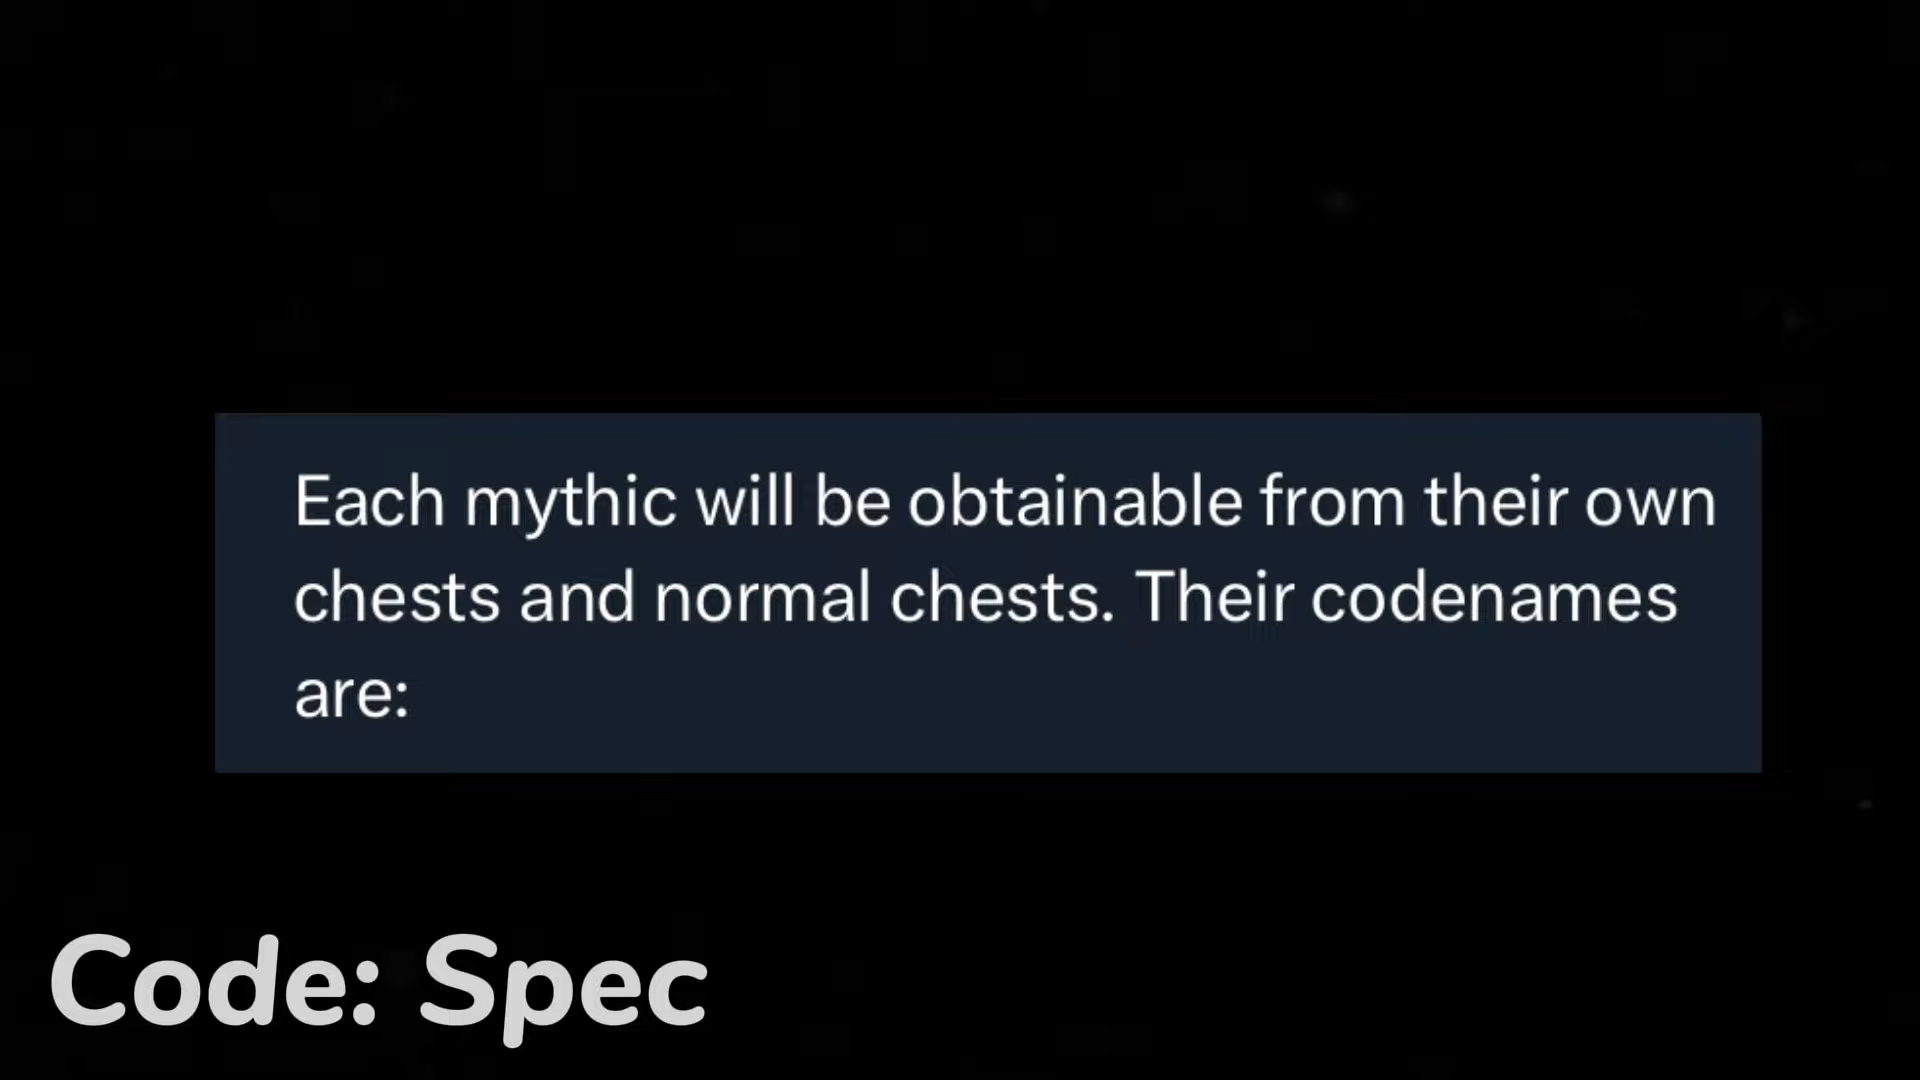 Each mythic will be obtainable from their own
chests and normal chests. Their codenames
are:
Code: Spec